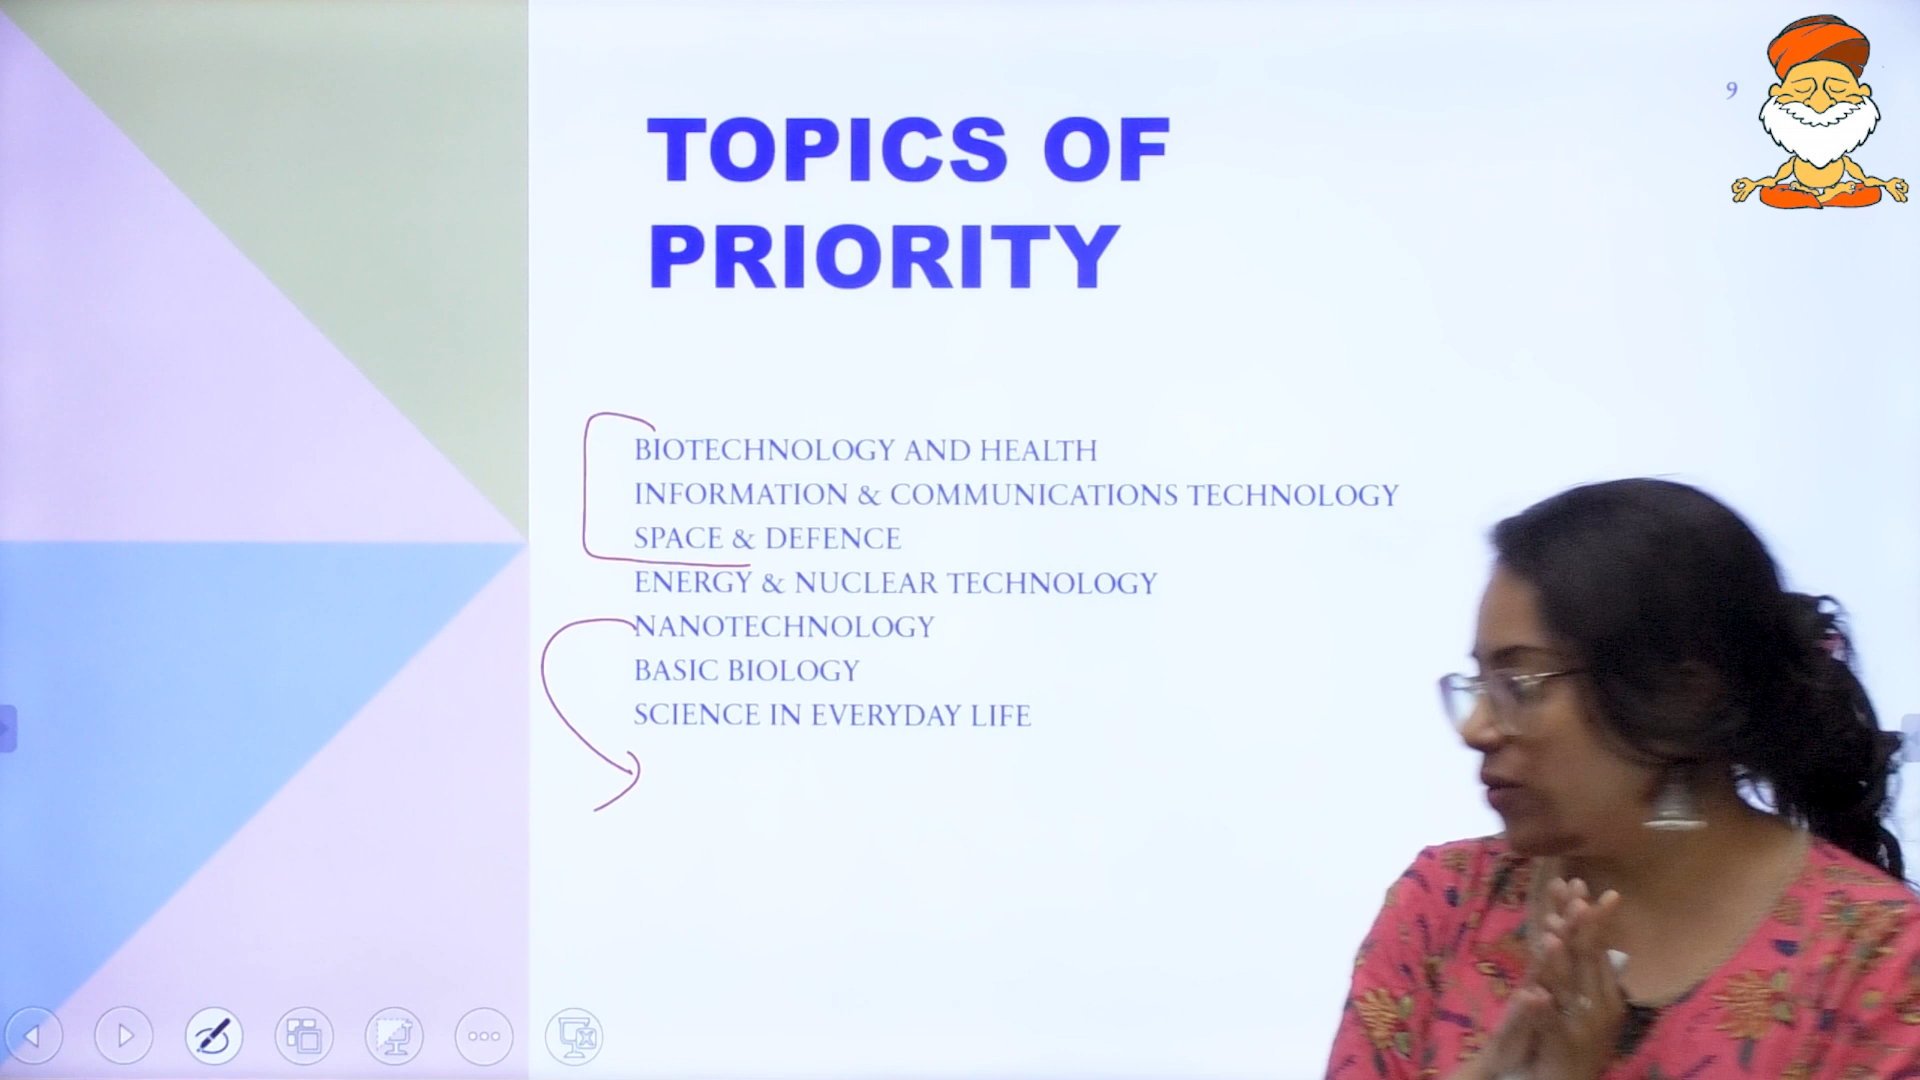 9
TOPICS OF
PRIORITY
BIOTECHNOLOGY AND HEALTH
INFORMATION & COMMUNICATIONS TECHNOLOGY
SPACE & DEFENCE
ENERGY & NUCLEAR TECHNOLOGY
NANOTECHNOLOGY
BASIC BIOLOGY
SCIENCE IN EVERYDAY LIFE